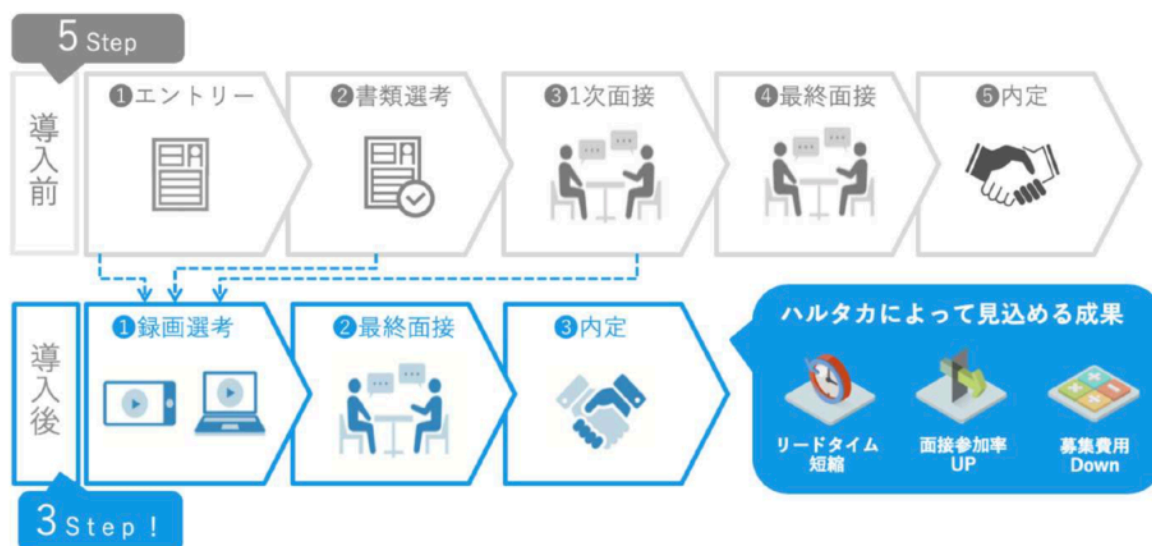 5 Step
導入前
❶エントリー
❷書類選考
❸1次面接
❹最終面接
❺内定
導入後
❶録画選考
❷最終面接
❸内定
3 Step！
ハルタカによって見込める成果
リードタイム
短縮
面接参加率
UP
募集費用
Down